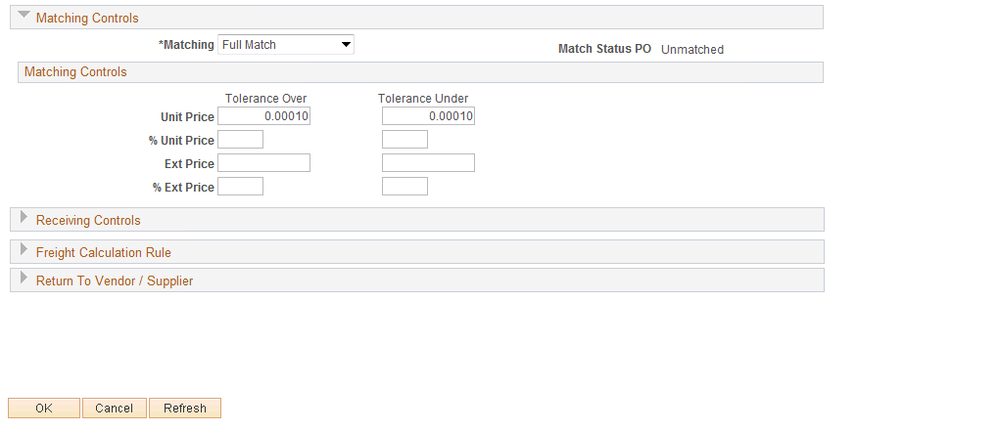 Matching Controls
*Matching Full Match Match Status PO Unmatched
Matching Controls
Tolerance Over Tolerance Under
Unit Price 0.00010 0.00010
% Unit Price
Ext Price
% Ext Price
Receiving Controls
Freight Calculation Rule
Return To Vendor / Supplier
OK Cancel Refresh